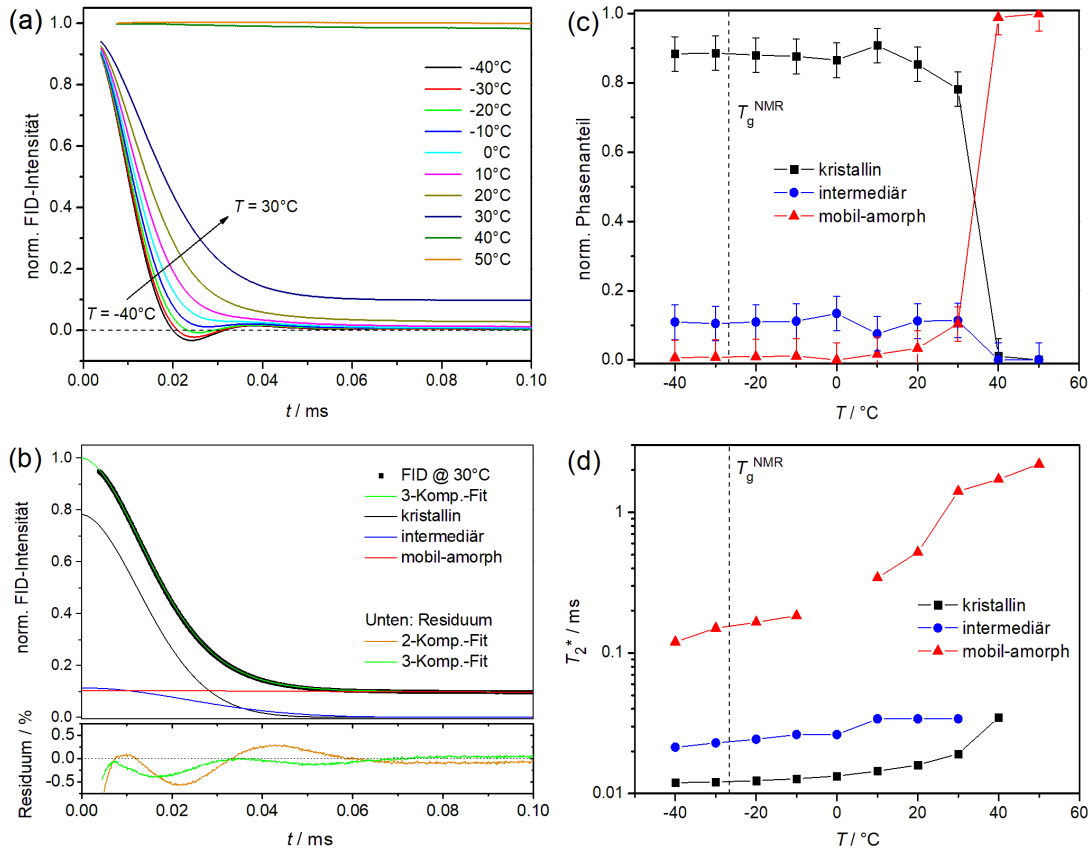 (a)
norm. FID-Intensität
1.0
0.8
0.6
0.4
0.2
0.0
-40°C
-30°C
-20°C
-10°C
0°C
10°C
20°C
30°C
40°C
50°C
T = 30°C
T = -40°C
0.00 0.02 0.04 0.06 0.08 0.10
t / ms
(c)
norm. Phasenanteil
1.0
0.8
0.6
0.4
0.2
0.0
TgNMR
kristallin
intermediär
mobil-amorph
-40 -20 0 20 40 60
T / °C
(b)
norm. FID-Intensität
1.0
0.8
0.6
0.4
0.2
0.0
FID @ 30°C
3-Komp.-Fit
kristallin
intermediär
mobil-amorph
Unten: Residuum
2-Komp.-Fit
3-Komp.-Fit
Residuum / %
0.5
0.0
-0.5
0.00 0.02 0.04 0.06 0.08 0.10
t / ms
(d)
T2* / ms
1
0.1
0.01
TgNMR
kristallin
intermediär
mobil-amorph
-40 -20 0 20 40 60
T / °C